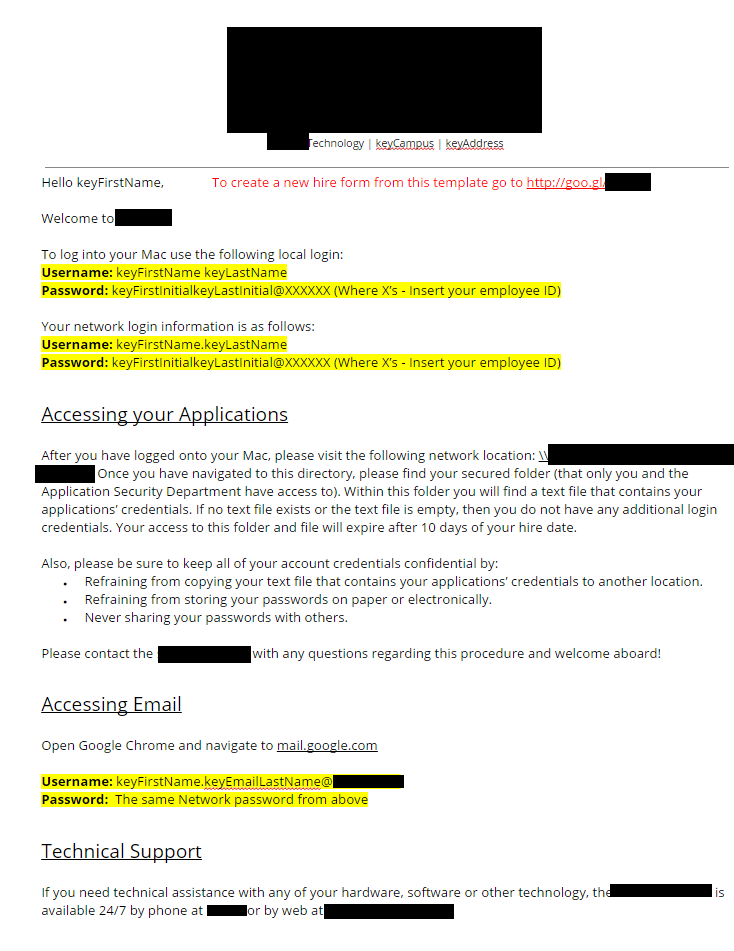 Technology | keyCampus | keyAddress
Hello keyFirstName, To create a new hire form from this template go to http://goo.gl/
Welcome to
To log into your Mac use the following local login:
Username: keyFirstName keyLastName
Password: keyFirstInitialkeyLastInitial@XXXXXX (Where X's - Insert your employee ID)
Your network login information is as follows:
Username: keyFirstName.keyLastName
Password: keyFirstInitialkeyLastInitial@XXXXXX (Where X's - Insert your employee ID)
Accessing your Applications
After you have logged onto your Mac, please visit the following network location: \\
Once you have navigated to this directory, please find your secured folder (that only you and the
Application Security Department have access to). Within this folder you will find a text file that contains your
applications' credentials. If no text file exists or the text file is empty, then you do not have any additional login
credentials. Your access to this folder and file will expire after 10 days of your hire date.
Also, please be sure to keep all of your account credentials confidential by:
• Refraining from copying your text file that contains your applications' credentials to another location.
• Refraining from storing your passwords on paper or electronically.
• Never sharing your passwords with others.
Please contact the with any questions regarding this procedure and welcome aboard!
Accessing Email
Open Google Chrome and navigate to mail.google.com
Username: keyFirstName.keyEmailLastName@
Password: The same Network password from above
Technical Support
If you need technical assistance with any of your hardware, software or other technology, the is
available 24/7 by phone at or by web at